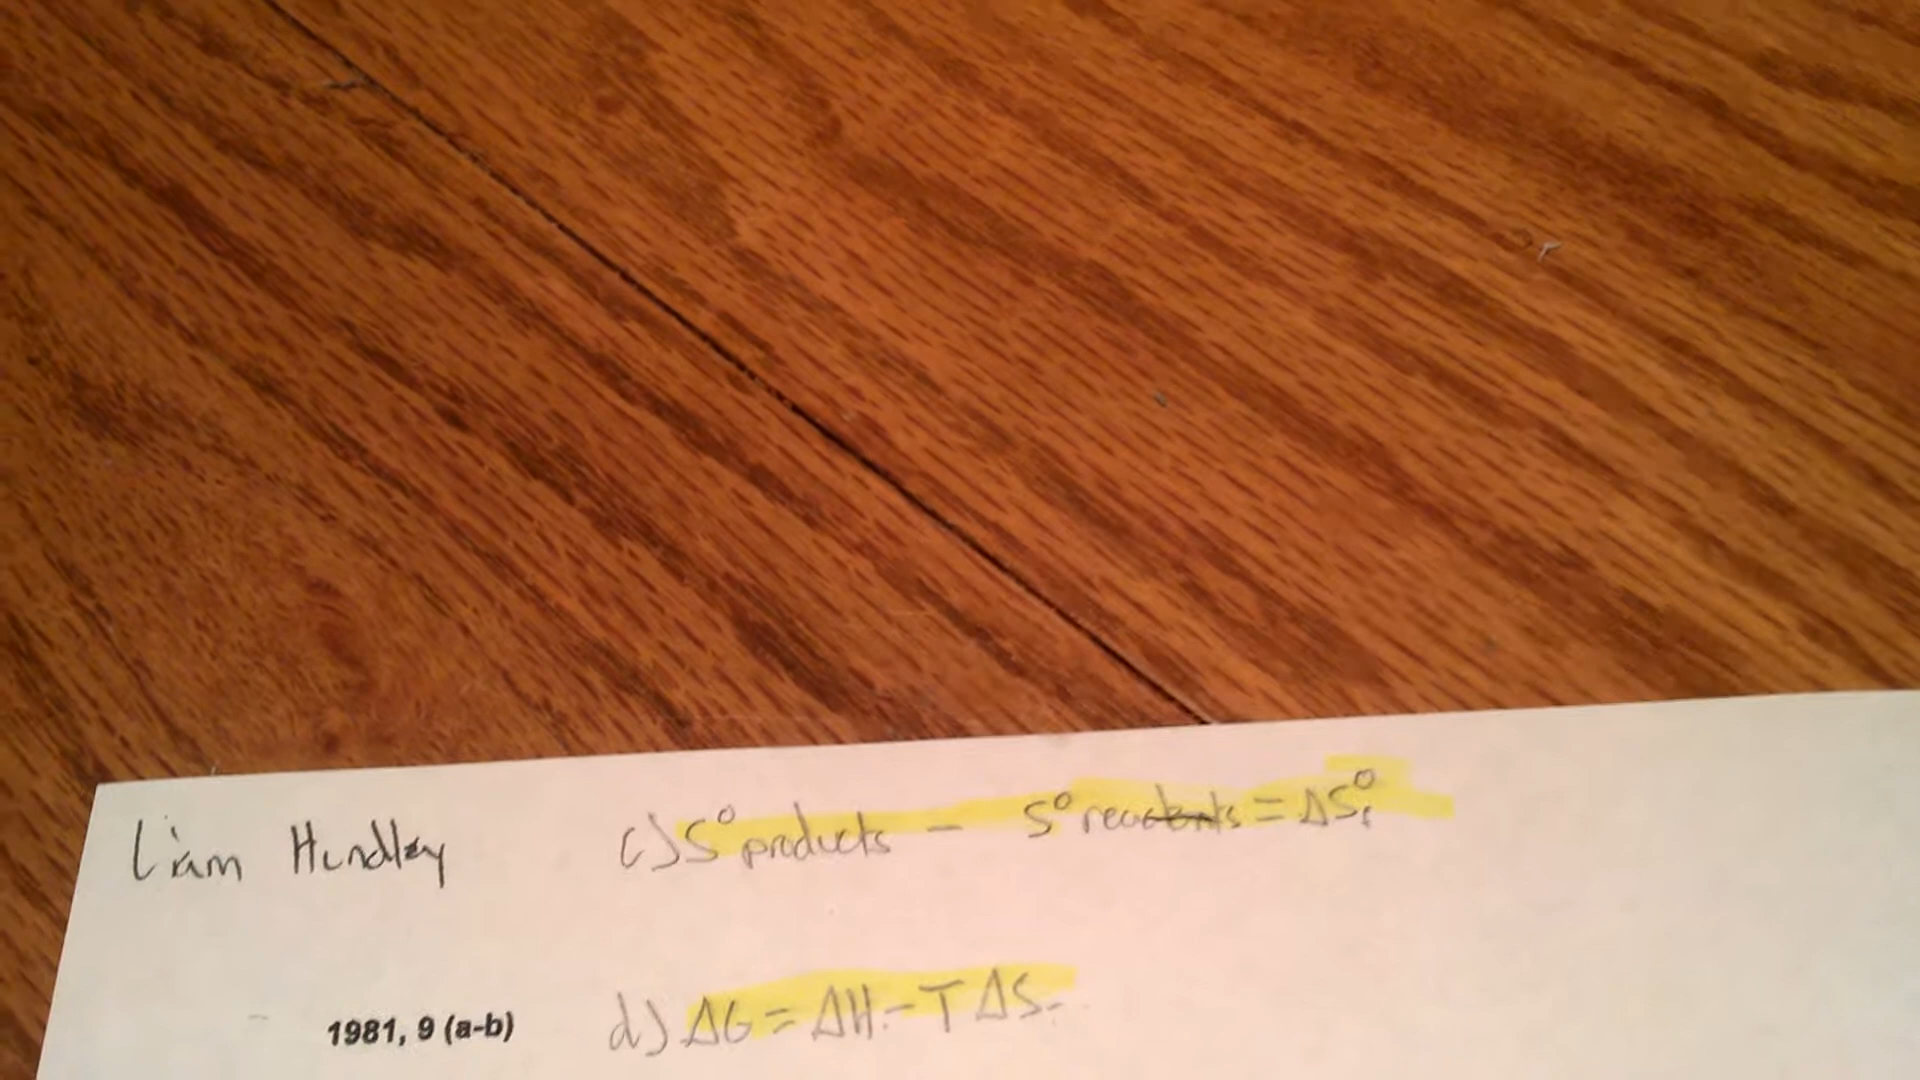 Liam Hundley
c) S° products - S° reactants = ΔS°f
1981, 9 (a-b)
d) ΔG = ΔH - TΔS